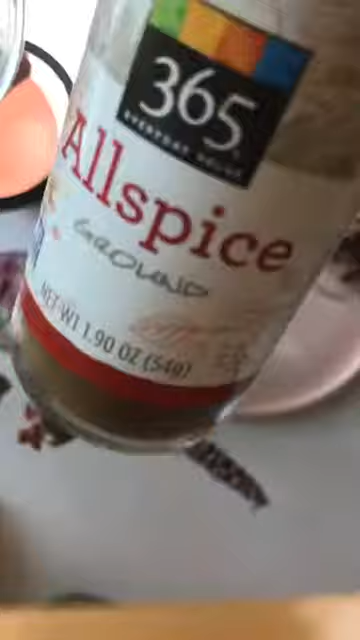 365
EVERYDAY VALUE
Allspice
GROUND
NET WT 1.90 OZ (54g)